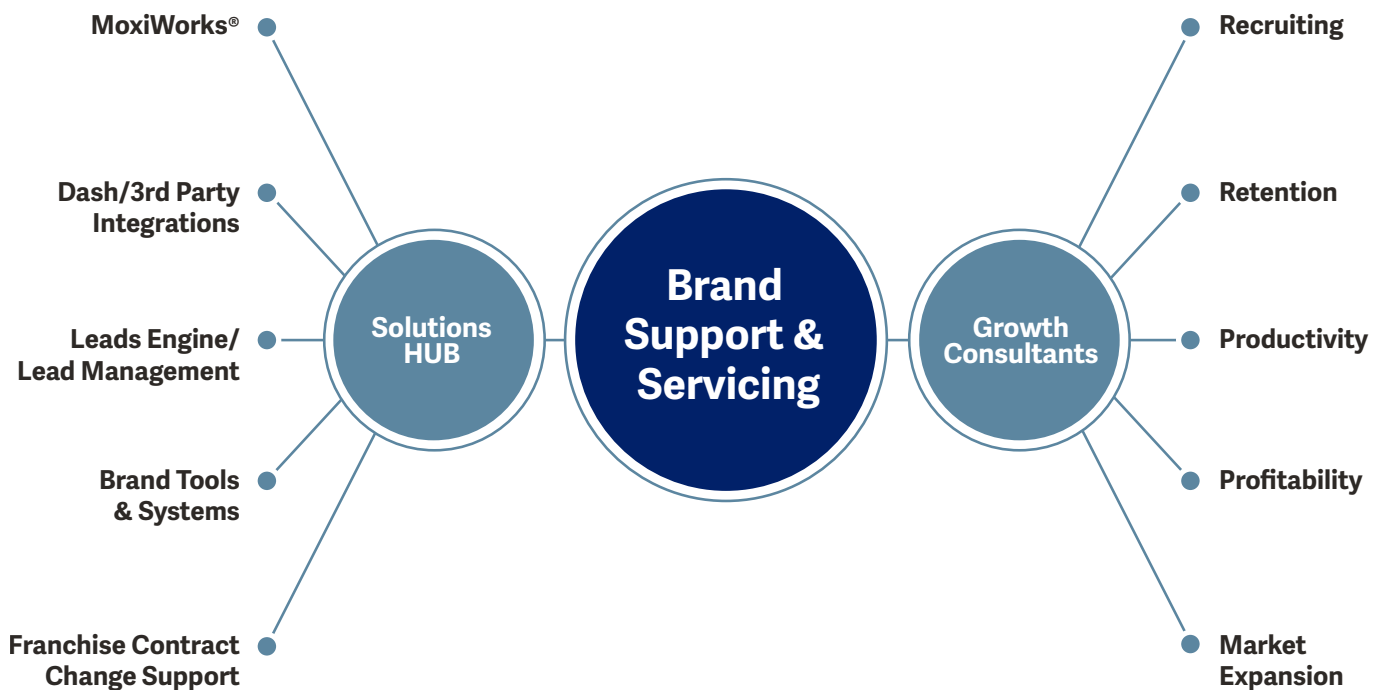 MoxiWorks®
Dash/3rd Party
Integrations
Leads Engine/
Lead Management
Brand Tools
& Systems
Franchise Contract
Change Support
Solutions
HUB
Brand
Support &
Servicing
Growth
Consultants
Recruiting
Retention
Productivity
Profitability
Market
Expansion